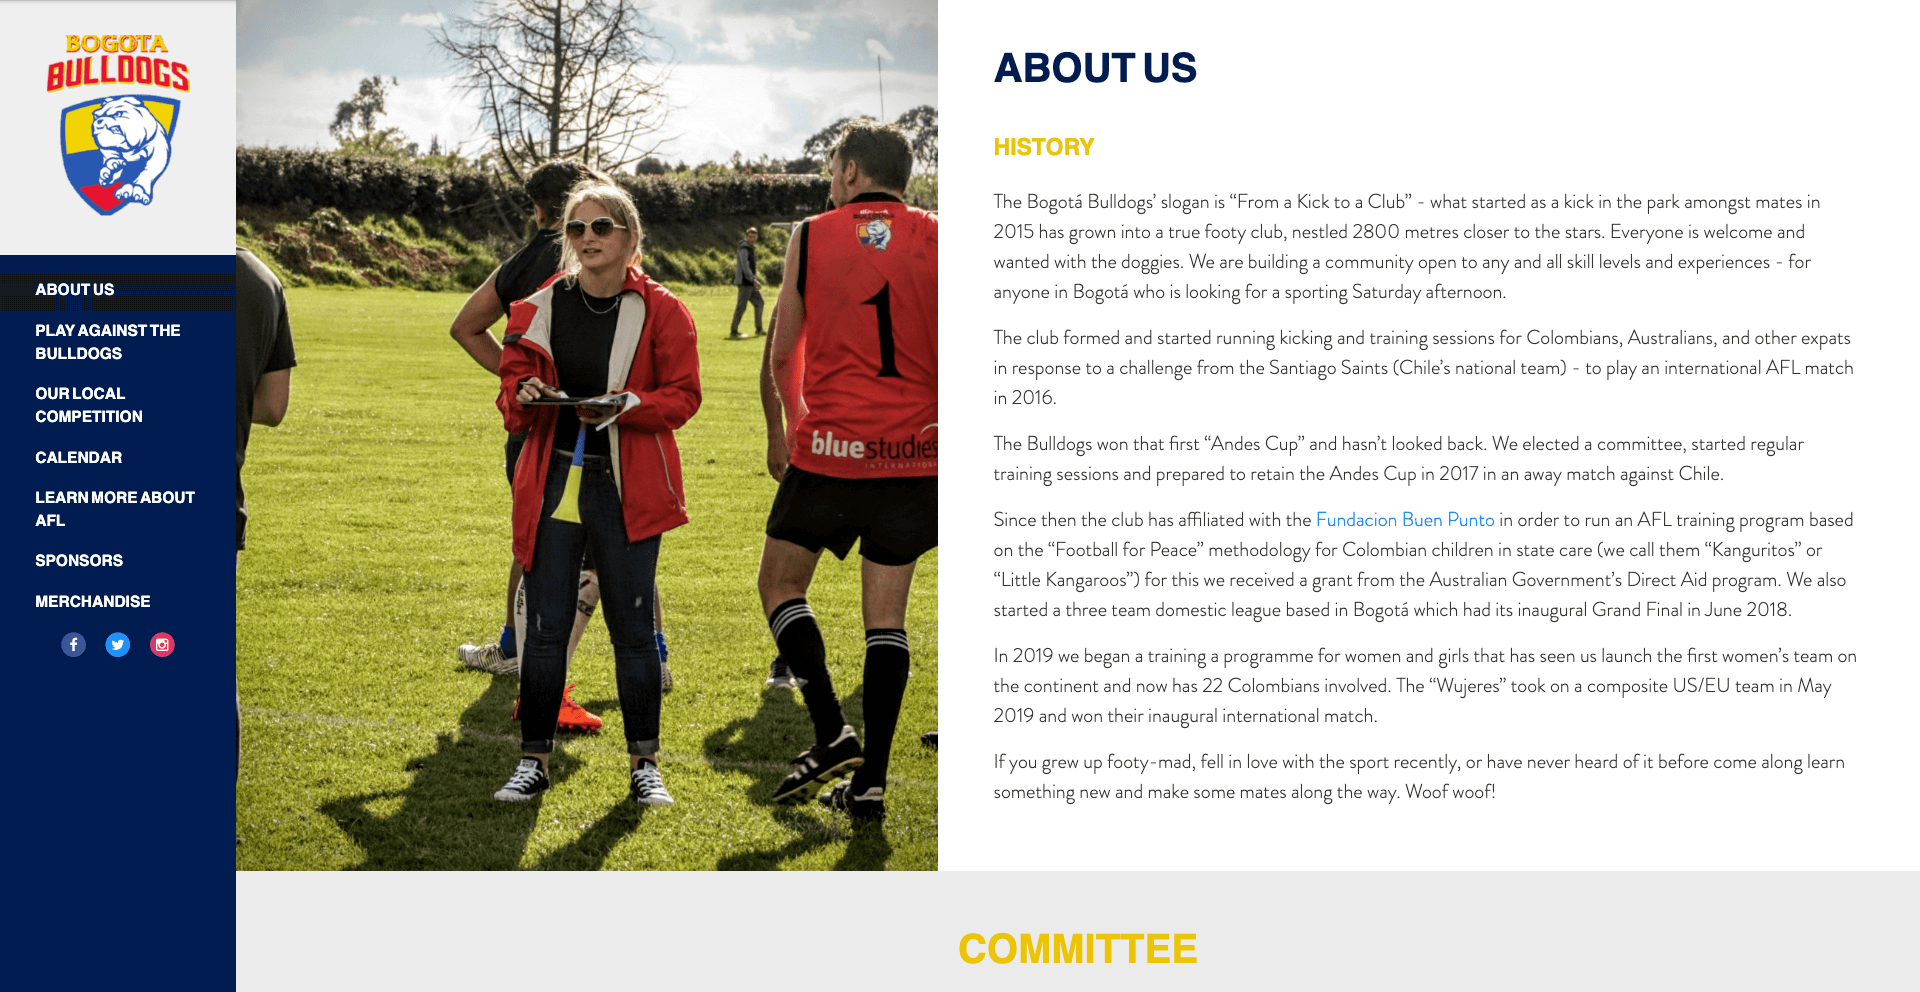 BOGOTA
BULLDOGS
ABOUT US
PLAY AGAINST THE
BULLDOGS
OUR LOCAL
COMPETITION
CALENDAR
LEARN MORE ABOUT
AFL
SPONSORS
MERCHANDISE
BULLDOGS
1
bluestudies
INTERNATIONA
ABOUT US
HISTORY
The Bogotá Bulldogs’ slogan is “From a Kick to a Club” - what started as a kick in the park amongst mates in
2015 has grown into a true footy club, nestled 2800 metres closer to the stars. Everyone is welcome and
wanted with the doggies. We are building a community open to any and all skill levels and experiences - for
anyone in Bogotá who is looking for a sporting Saturday afternoon.
The club formed and started running kicking and training sessions for Colombians, Australians, and other expats
in response to a challenge from the Santiago Saints (Chile’s national team) - to play an international AFL match
in 2016.
The Bulldogs won that first “Andes Cup” and hasn’t looked back. We elected a committee, started regular
training sessions and prepared to retain the Andes Cup in 2017 in an away match against Chile.
Since then the club has affiliated with the Fundacion Buen Punto in order to run an AFL training program based
on the “Football for Peace” methodology for Colombian children in state care (we call them “Kanguritos” or
“Little Kangaroos”) for this we received a grant from the Australian Government’s Direct Aid program. We also
started a three team domestic league based in Bogotá which had its inaugural Grand Final in June 2018.
In 2019 we began a training a programme for women and girls that has seen us launch the first women’s team on
the continent and now has 22 Colombians involved. The “Wujeres” took on a composite US/EU team in May
2019 and won their inaugural international match.
If you grew up footy-mad, fell in love with the sport recently, or have never heard of it before come along learn
something new and make some mates along the way. Woof woof!
COMMITTEE